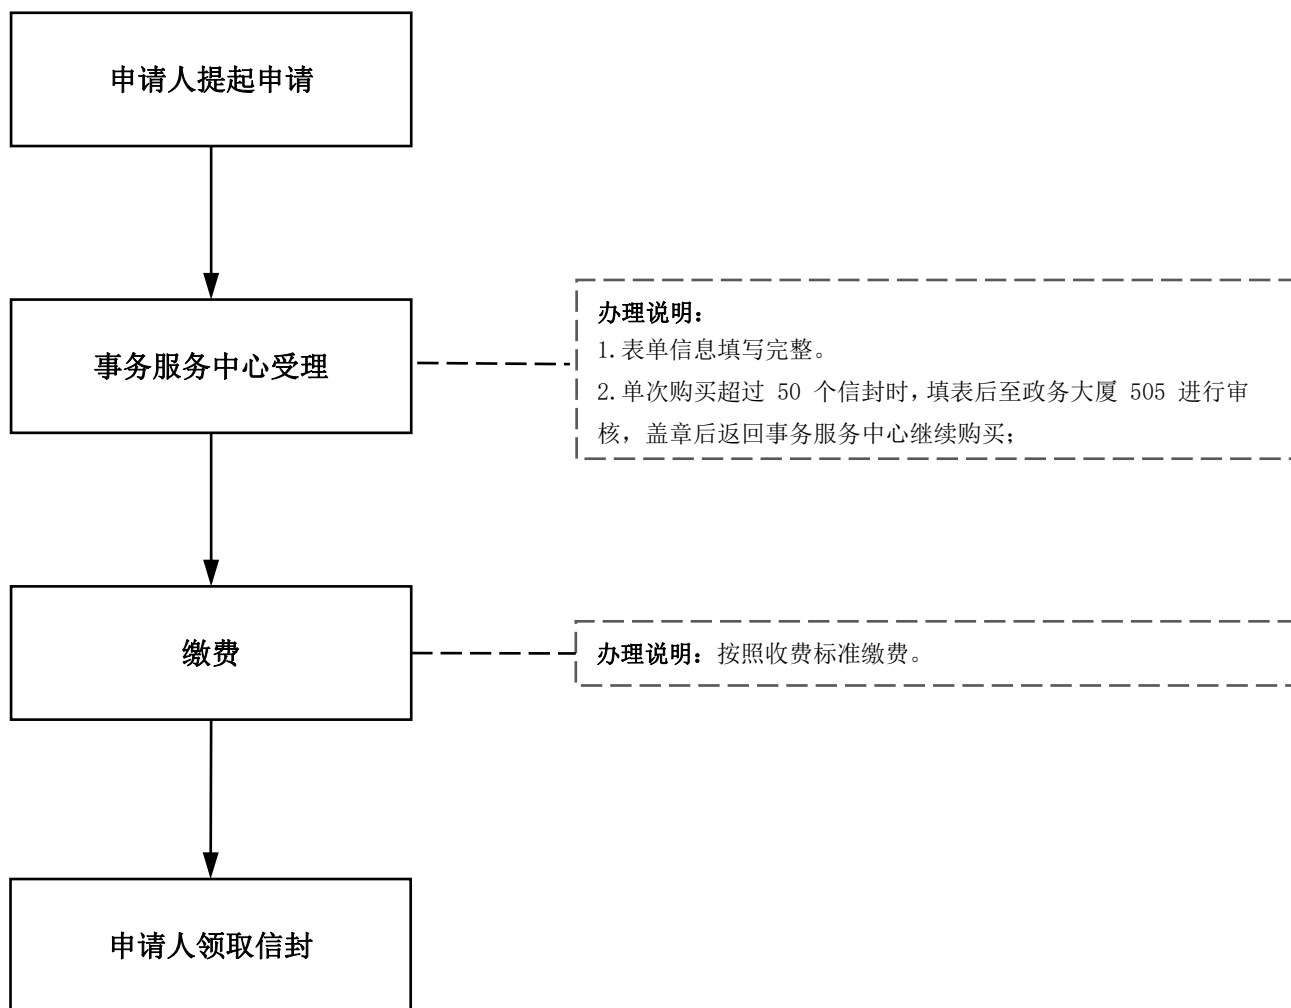 申请人提起申请
事务服务中心受理
办理说明：
1.表单信息填写完整。
2.单次购买超过 50 个信封时，填表后至政务大厦 505 进行审
核，盖章后返回事务服务中心继续购买；
缴费
办理说明：按照收费标准缴费。
申请人领取信封